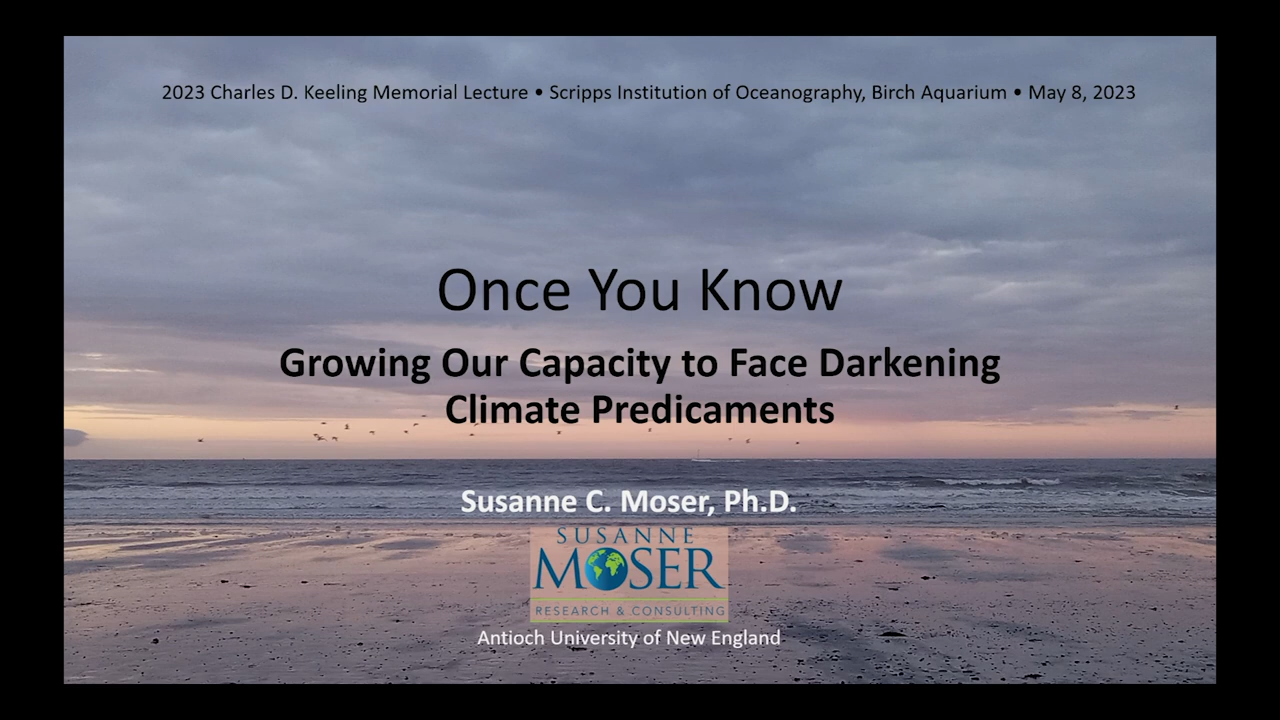 2023 Charles D. Keeling Memorial Lecture • Scripps Institution of Oceanography, Birch Aquarium • May 8, 2023
Once You Know
Growing Our Capacity to Face Darkening
Climate Predicaments
Susanne C. Moser, Ph.D.
SUSANNE
MOSER
RESEARCH & CONSULTING
Antioch University of New England